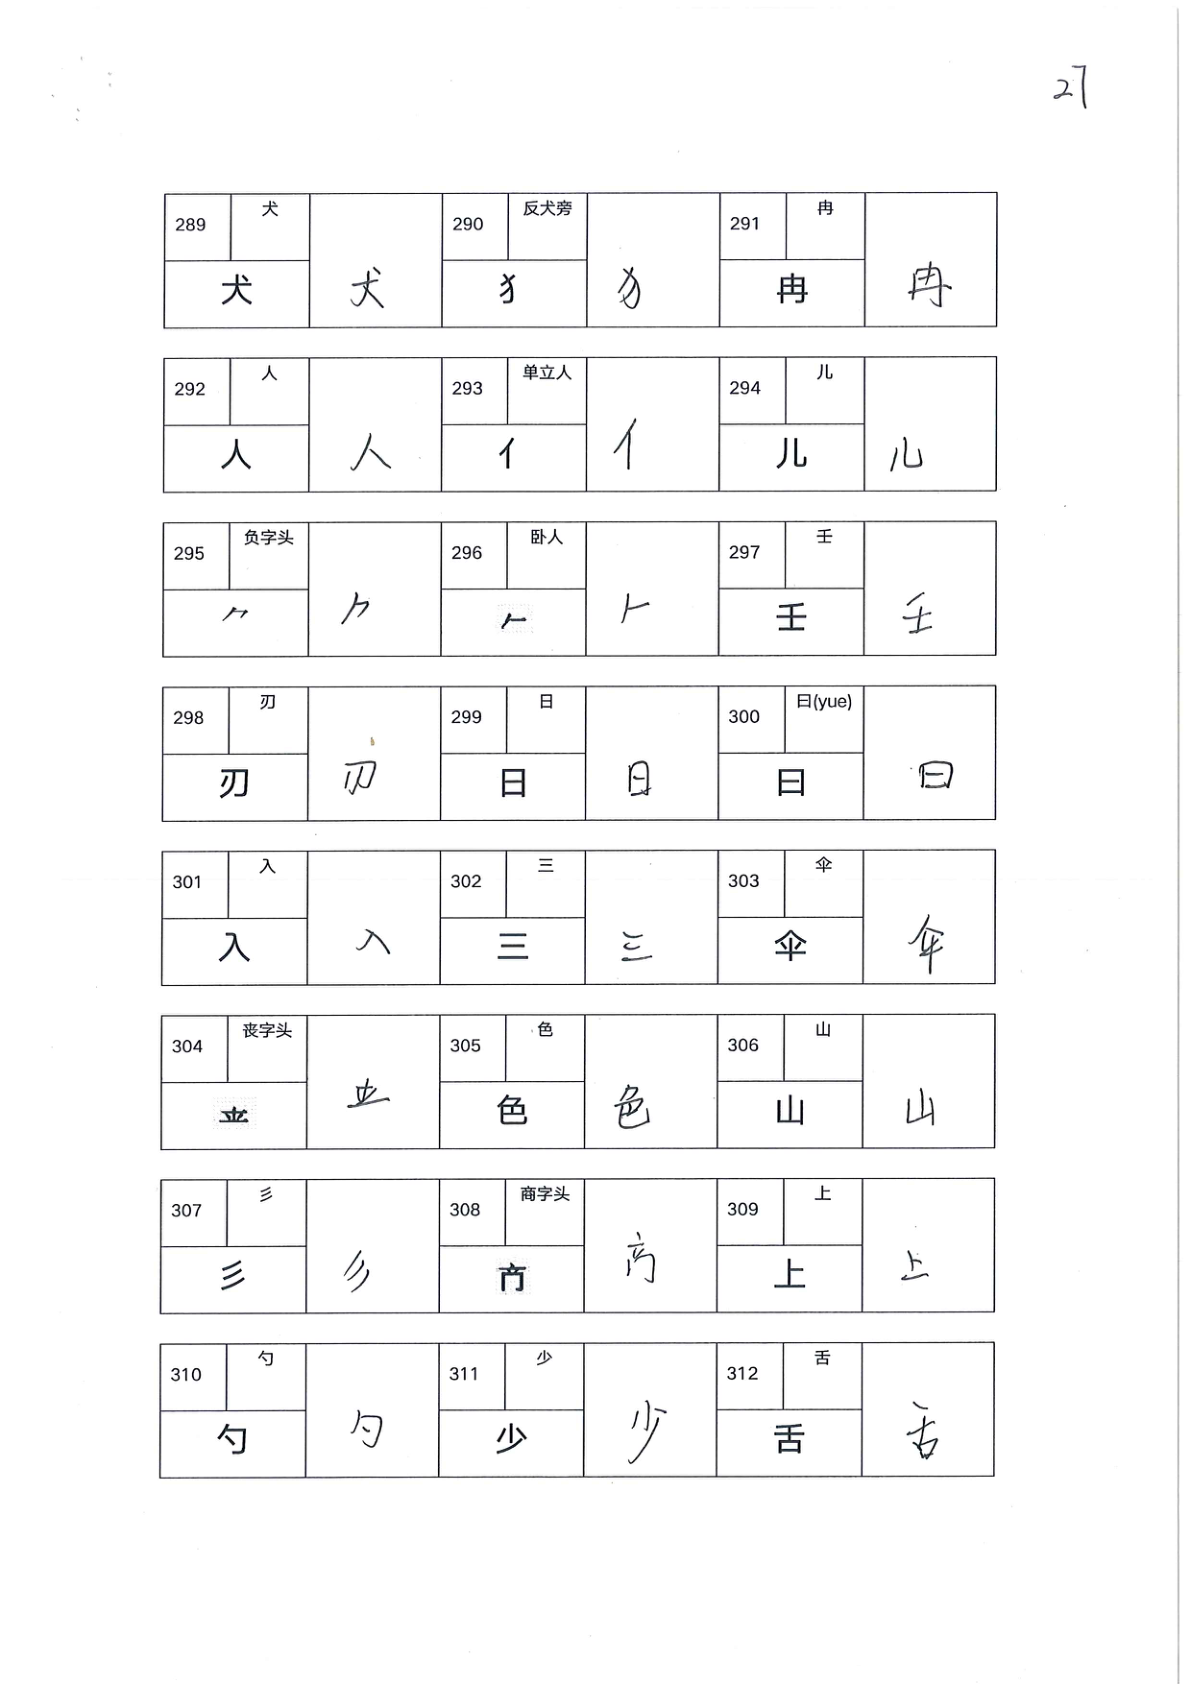 27
289 犬 反犬旁 冉
290 291
犬 犬 犭 犭 冉 冉
292 人 293 单立人 294 儿
人 人 亻 亻 儿 儿
295 负字头 296 卧人 297 壬
⺈ ⺈ 𠂉 𠂉 壬 壬
298 刃 299 日 300 曰(yue)
刃 刃 日 日 曰 曰
301 入 302 三 303 伞
入 入 三 三 伞 伞
304 丧字头 305 色 306 山
色 色 山 山
307 彡 308 商字头 309 上
彡 彡 上 上
310 勺 311 少 312 舌
勺 勺 少 少 舌 舌